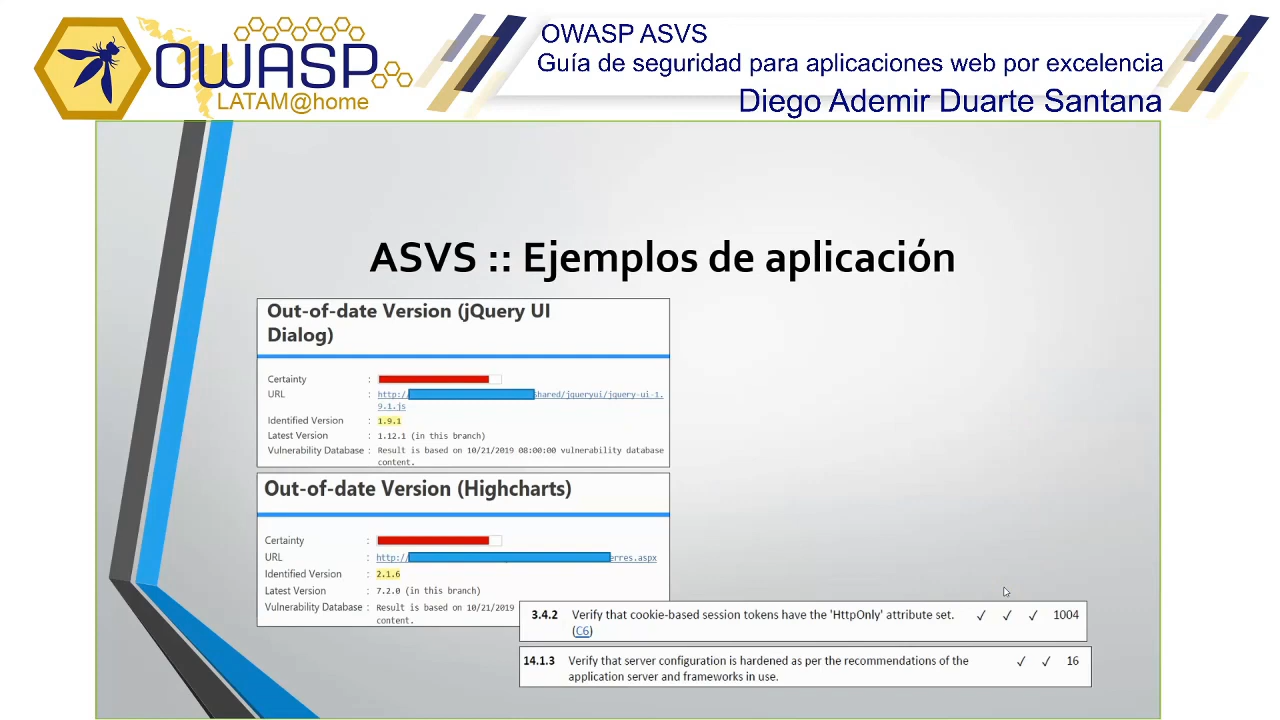 OWASP
LATAM@home
OWASP ASVS
Guía de seguridad para aplicaciones web por excelencia
Diego Ademir Duarte Santana
ASVS :: Ejemplos de aplicación
Out-of-date Version (jQuery UI
Dialog)
Certainty :
URL : http:/ shared/jqueryui/jquery-ui-1.
9.1.js
Identified Version : 1.9.1
Latest Version : 1.12.1 (in this branch)
Vulnerability Database : Result is based on 10/21/2019 08:00:00 vulnerability database
content.
Out-of-date Version (Highcharts)
Certainty :
URL : http:/ erres.aspx
Identified Version : 2.1.6
Latest Version : 7.2.0 (in this branch)
Vulnerability Database : Result is based on 10/21/2019
content.
3.4.2 Verify that cookie-based session tokens have the 'HttpOnly' attribute set. ✓ ✓ ✓ 1004
(C6)
14.1.3 Verify that server configuration is hardened as per the recommendations of the ✓ ✓ 16
application server and frameworks in use.